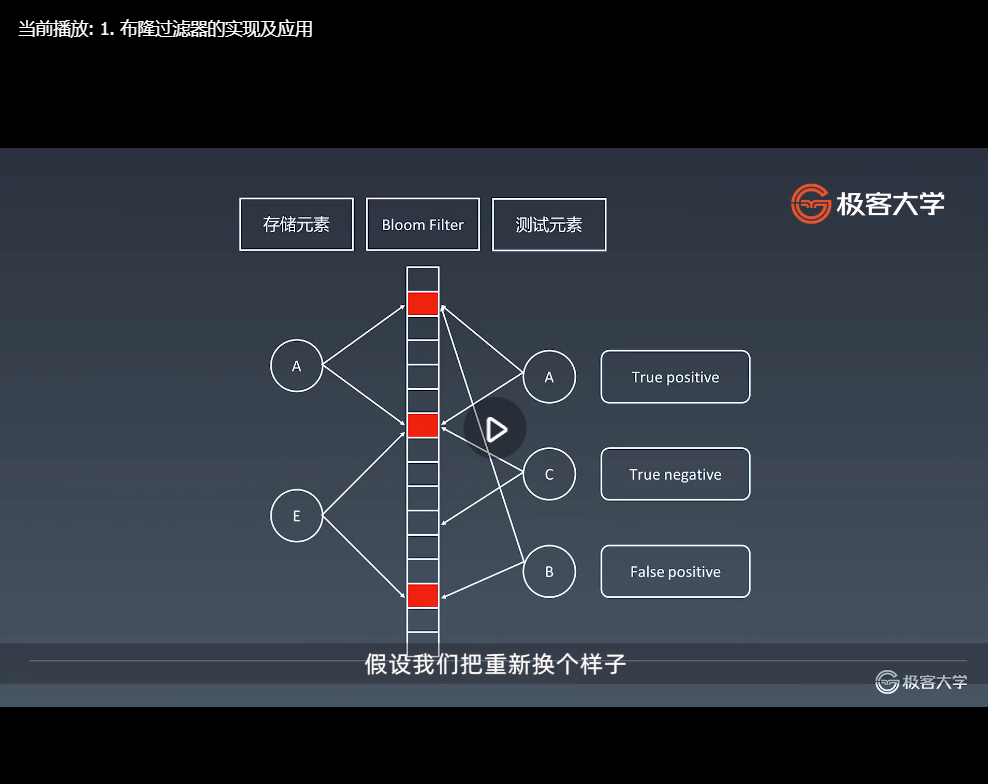 当前播放: 1. 布隆过滤器的实现及应用
极客大学
存储元素
Bloom Filter
测试元素
A
A
True positive
C
True negative
E
B
False positive
假设我们把重新换个样子
极客大学